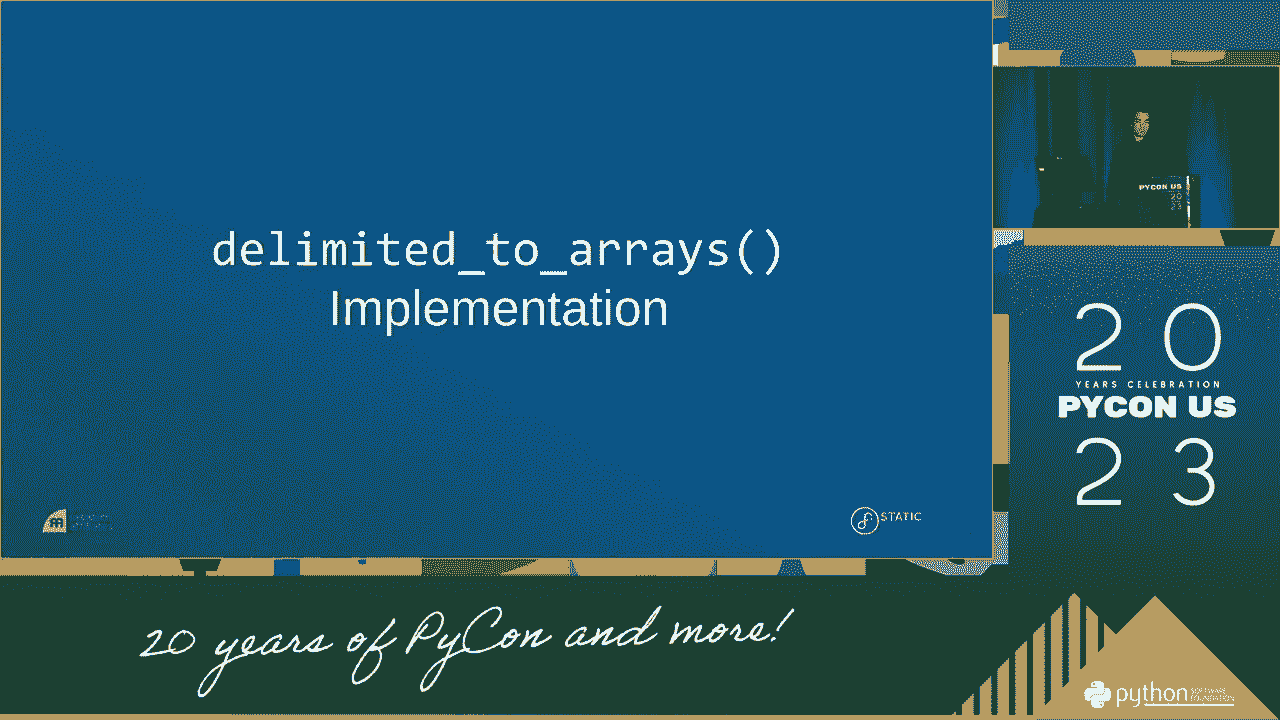 delimited_to_arrays()
Implementation
STATIC
PYCON US
20
23
20
YEARS CELEBRATION
PYCON US
23
20 years of PyCon and more!
python
SOFTWARE
FOUNDATION